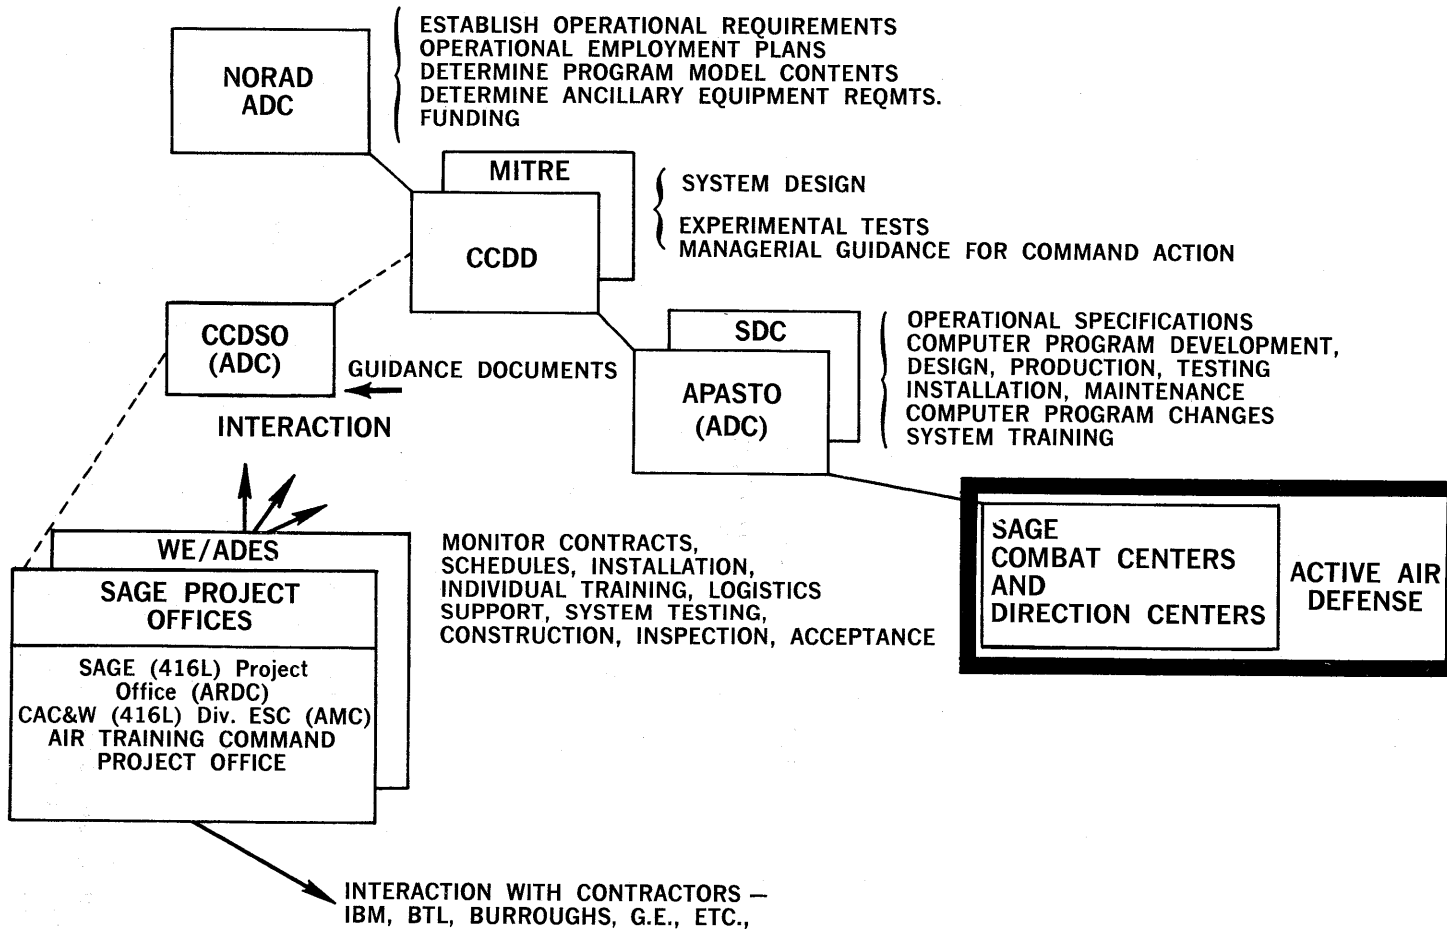 NORAD
ADC
ESTABLISH OPERATIONAL REQUIREMENTS
OPERATIONAL EMPLOYMENT PLANS
DETERMINE PROGRAM MODEL CONTENTS
DETERMINE ANCILLARY EQUIPMENT REQMTS.
FUNDING
MITRE
CCDD
SYSTEM DESIGN
EXPERIMENTAL TESTS
MANAGERIAL GUIDANCE FOR COMMAND ACTION
CCDSO
(ADC)
GUIDANCE DOCUMENTS
INTERACTION
SDC
APASTO
(ADC)
OPERATIONAL SPECIFICATIONS
COMPUTER PROGRAM DEVELOPMENT,
DESIGN, PRODUCTION, TESTING
INSTALLATION, MAINTENANCE
COMPUTER PROGRAM CHANGES
SYSTEM TRAINING
SAGE
COMBAT CENTERS
AND
DIRECTION CENTERS
ACTIVE AIR
DEFENSE
WE/ADES
SAGE PROJECT
OFFICES
SAGE (416L) Project
Office (ARDC)
CAC&W (416L) Div. ESC (AMC)
AIR TRAINING COMMAND
PROJECT OFFICE
MONITOR CONTRACTS,
SCHEDULES, INSTALLATION,
INDIVIDUAL TRAINING, LOGISTICS
SUPPORT, SYSTEM TESTING,
CONSTRUCTION, INSPECTION, ACCEPTANCE
INTERACTION WITH CONTRACTORS —
IBM, BTL, BURROUGHS, G.E., ETC.,